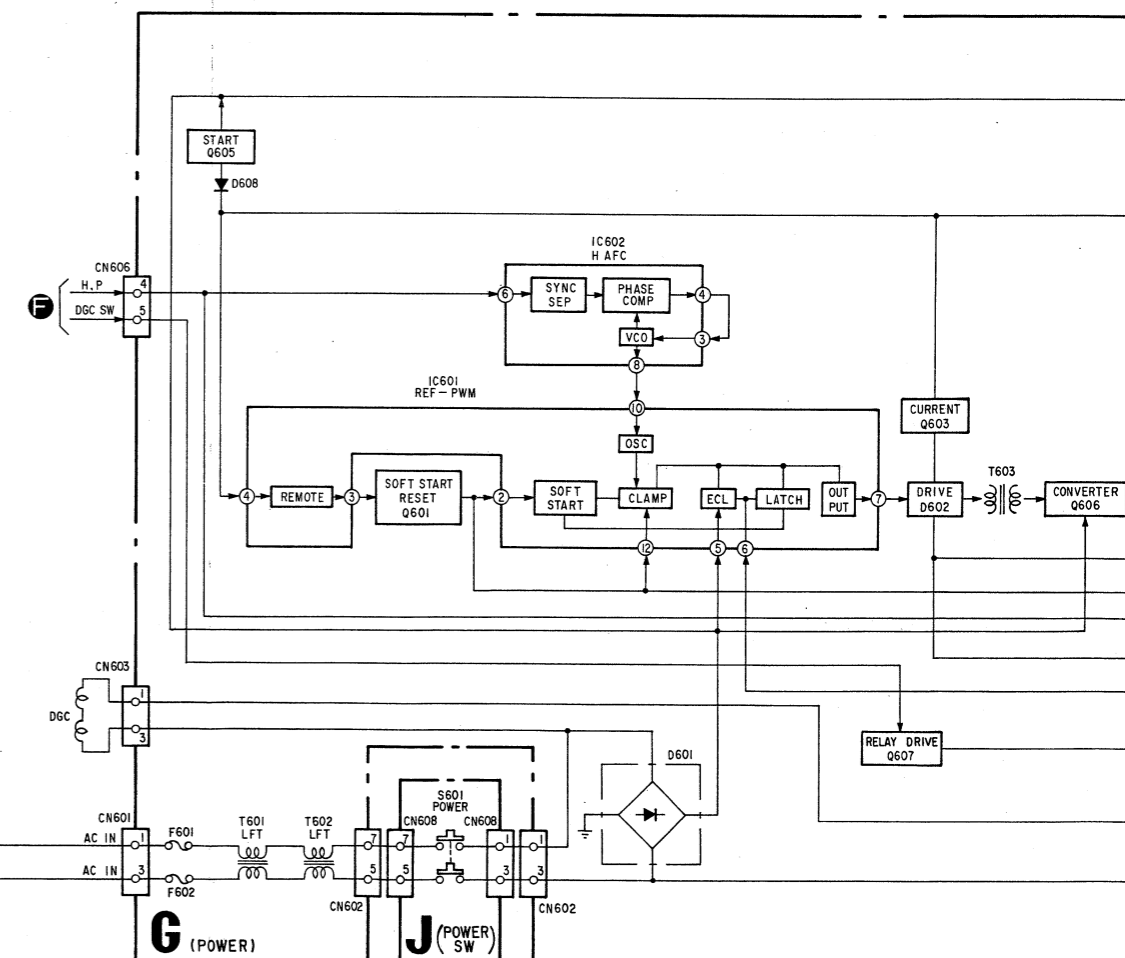 START
Q605
D608
IC602
H AFC
CN606
H.P
4
F
DGC SW
5
6
SYNC
SEP
PHASE
COMP
4
VCO
3
8
IC601
REF-PWM
10
OSC
CURRENT
Q603
4
REMOTE
3
SOFT START
RESET
Q601
2
SOFT
START
CLAMP
ECL
LATCH
OUT
PUT
7
DRIVE
D602
T603
CONVERTER
Q606
12
5
6
CN603
1
DGC
3
RELAY DRIVE
Q607
D601
S601
POWER
CN601
AC IN
1
F601
T601
LFT
T602
LFT
7
CN608
7
CN608
1
1
AC IN
3
F602
5
5
3
3
CN602
CN602
G (POWER)
J (POWER SW)